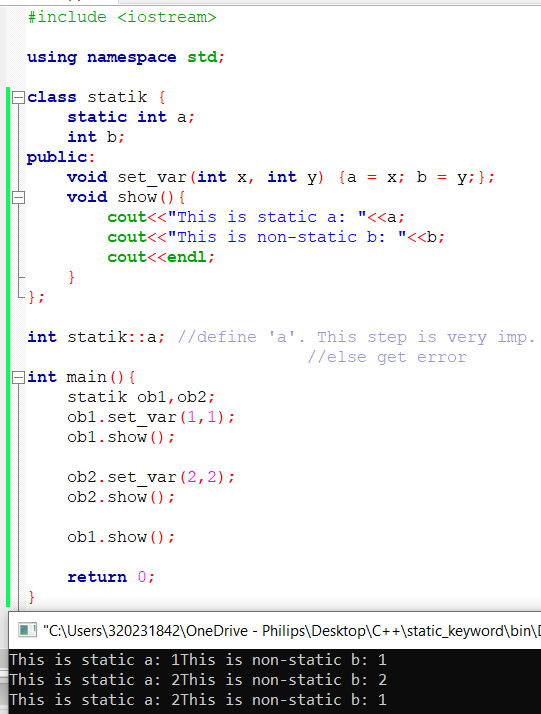 #include <iostream>
using namespace std;
class statik {
static int a;
int b;
public:
void set_var(int x, int y) {a = x; b = y;};
void show(){
cout<<"This is static a: "<<a;
cout<<"This is non-static b: "<<b;
cout<<endl;
}
};
int statik::a; //define 'a'. This step is very imp.
//else get error
int main(){
statik ob1,ob2;
ob1.set_var(1,1);
ob1.show();
ob2.set_var(2,2);
ob2.show();
ob1.show();
return 0;
}
"C:\Users\320231842\OneDrive - Philips\Desktop\C++\static_keyword\bin\D
This is static a: 1This is non-static b: 1
This is static a: 2This is non-static b: 2
This is static a: 2This is non-static b: 1